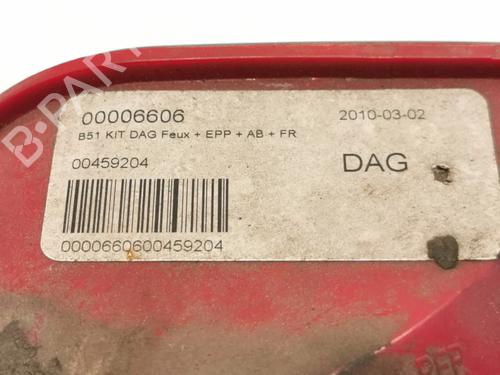 00006606
2010-03-02
B51 KIT DAG Feux + EPP + AB + FR
00459204
DAG
0000660600459204
B-PARTS